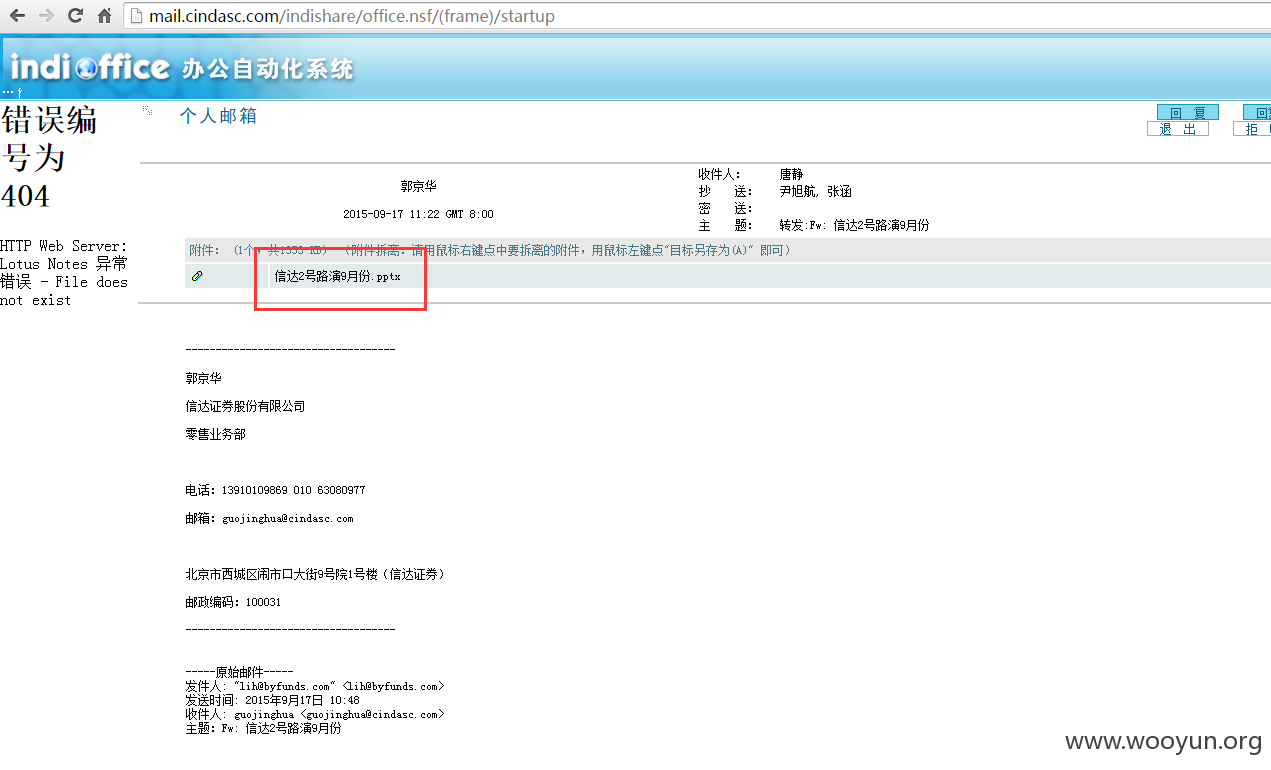 mail.cindasc.com/indishare/office.nsf/(frame)/startup
indioffice 办公自动化系统
错误编
号为
404
HTTP Web Server:
Lotus Notes 异常
错误 - File does
not exist
个人邮箱
回 复
退 出
拒
郭京华
2015-09-17 11:22 GMT 8:00
收件人: 唐静
抄 送: 尹旭航, 张涵
密 送:
主 题: 转发:Fw: 信达2号路演9月份
附件: (1个, 共1353 KB) (附件拆离: 请用鼠标右键点中要拆离的附件, 用鼠标左键点"目标另存为(A)" 即可)
信达2号路演9月份.pptx
-----------------------------------
郭京华
信达证券股份有限公司
零售业务部
电话: 13910109869 010 63080977
邮箱: guojinghua@cindasc.com
北京市西城区闹市口大街9号院1号楼 (信达证券)
邮政编码: 100031
-----------------------------------
-----原始邮件-----
发件人: "lih@byfunds.com" <lih@byfunds.com>
发送时间: 2015年9月17日 10:48
收件人: guojinghua <guojinghua@cindasc.com>
主题: Fw: 信达2号路演9月份
www.wooyun.org